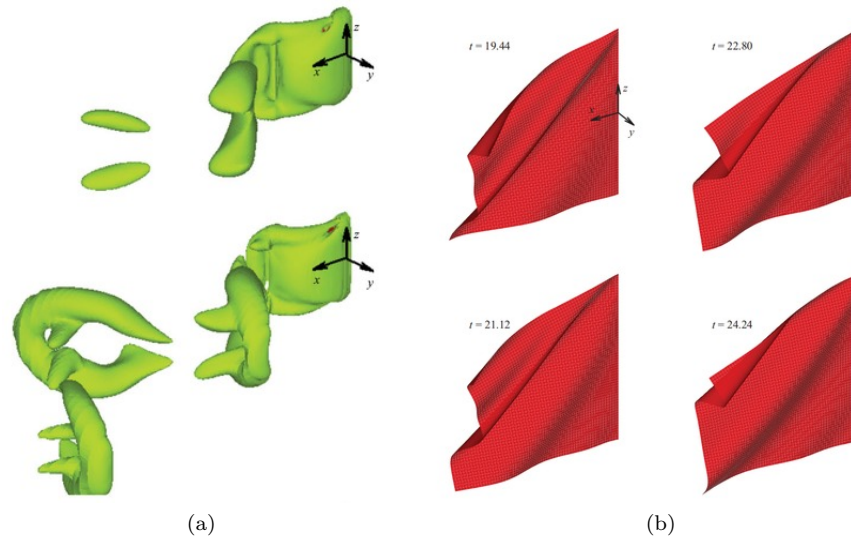 z
x
y
z
x
y
t = 19.44
t = 22.80
z
x
y
t = 21.12
t = 24.24
(a)
(b)